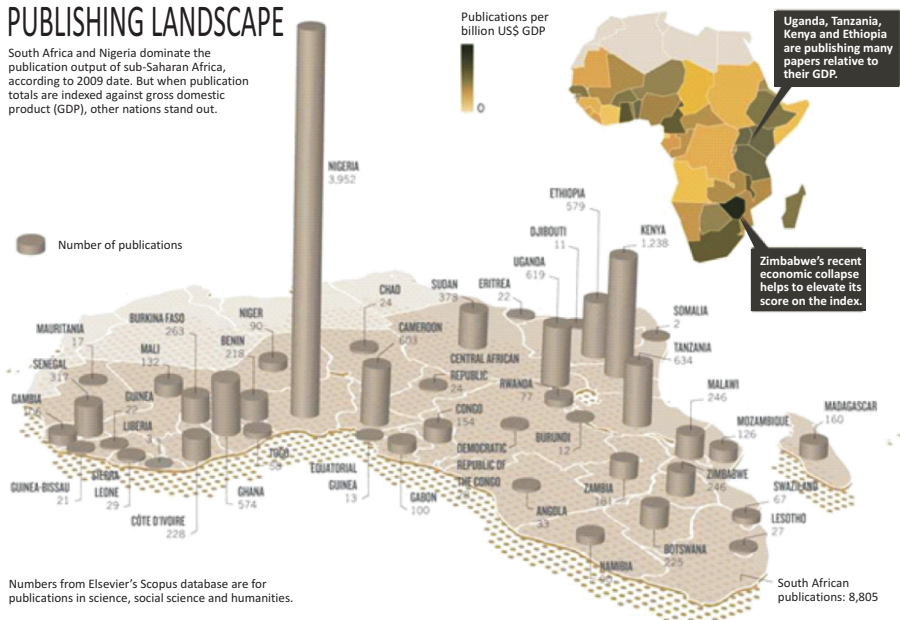 PUBLISHING LANDSCAPE
South Africa and Nigeria dominate the
publication output of sub-Saharan Africa,
according to 2009 date. But when publication
totals are indexed against gross domestic
product (GDP), other nations stand out.
Publications per
billion US$ GDP
0
Uganda, Tanzania,
Kenya and Ethiopia
are publishing many
papers relative to
their GDP.
Zimbabwe's recent
economic collapse
helps to elevate its
score on the index.
Number of publications
NIGERIA
3,952
ETHIOPIA
579
DJIBOUTI
11
KENYA
1,238
UGANDA
619
SUDAN
373
ERITREA
22
SOMALIA
2
TANZANIA
634
CHAD
24
CAMEROON
603
NIGER
90
BURKINA FASO
263
BENIN
218
MAURITANIA
17
MALI
132
SENEGAL
317
GAMBIA
GUINEA
22
LIBERIA
GUINEA-BISSAU
21
SIERRA
LEONE
29
CÔTE D'IVOIRE
228
GHANA
574
TOGO
EQUATORIAL
GUINEA
13
GABON
100
CENTRAL AFRICAN
REPUBLIC
24
CONGO
154
DEMOCRATIC
REPUBLIC OF
THE CONGO
RWANDA
77
BURUNDI
12
ANGOLA
33
ZAMBIA
181
MALAWI
246
MOZAMBIQUE
126
ZIMBABWE
246
MADAGASCAR
160
SWAZILAND
67
LESOTHO
27
BOTSWANA
225
NAMIBIA
South African
publications: 8,805
Numbers from Elsevier's Scopus database are for
publications in science, social science and humanities.